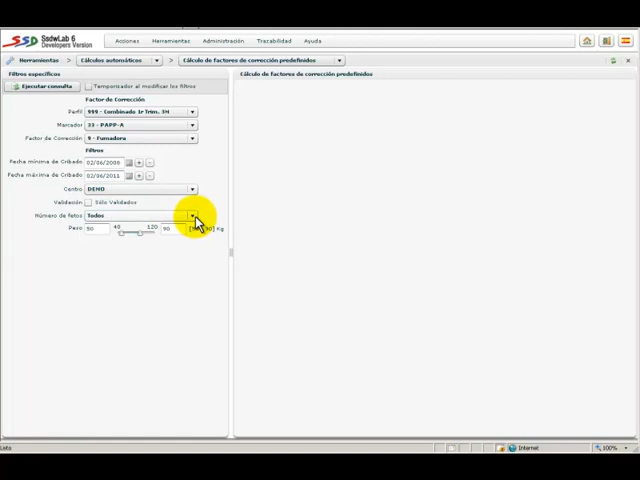 SSD SsdwLab 6
Developers Version
Acciones Herramientas Administración Trazabilidad Ayuda
Herramientas > Cálculos automáticos > Cálculo de factores de corrección predefinidos
Filtros específicos
Cálculo de factores de corrección predefinidos
Ejecutar consulta Temporizador al modificar los filtros
Factor de Corrección
Perfil 999 - Combinado 1r Trim. SN
Marcador 33 - PAPP-A
Factor de Corrección 9 - Fumadora
Filtros
Fecha mínima de Cribado 02/06/2006
Fecha máxima de Cribado 02/06/2011
Centro DEMO
Validación Sólo Validados
Número de fetos Todos
Peso 50 40 120 90 Kg
Listo Internet 100%